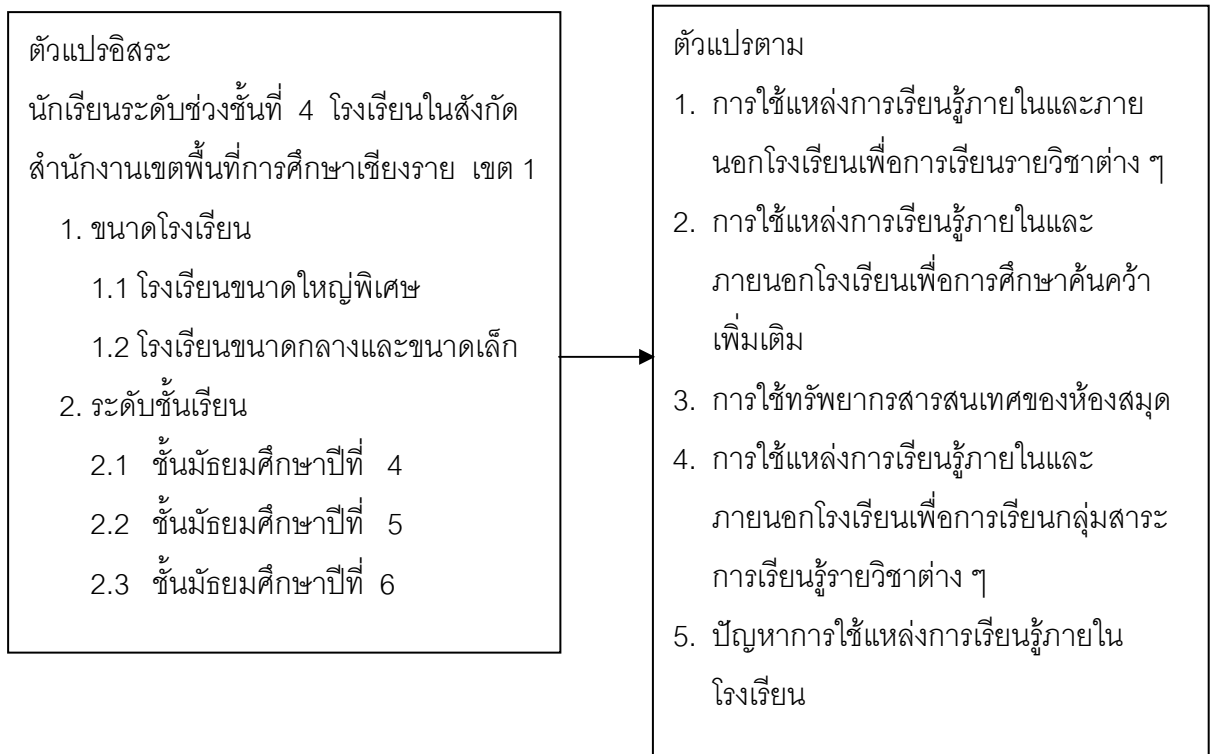 ตัวแปรอิสระ
นักเรียนระดับช่วงชั้นที่ 4 โรงเรียนในสังกัด
สำนักงานเขตพื้นที่การศึกษาเชียงราย เขต 1
1. ขนาดโรงเรียน
1.1 โรงเรียนขนาดใหญ่พิเศษ
1.2 โรงเรียนขนาดกลางและขนาดเล็ก
2. ระดับชั้นเรียน
2.1 ชั้นมัธยมศึกษาปีที่ 4
2.2 ชั้นมัธยมศึกษาปีที่ 5
2.3 ชั้นมัธยมศึกษาปีที่ 6
ตัวแปรตาม
1. การใช้แหล่งการเรียนรู้ภายในและภาย
นอกโรงเรียนเพื่อการเรียนรายวิชาต่าง ๆ
2. การใช้แหล่งการเรียนรู้ภายในและ
ภายนอกโรงเรียนเพื่อการศึกษาค้นคว้า
เพิ่มเติม
3. การใช้ทรัพยากรสารสนเทศของห้องสมุด
4. การใช้แหล่งการเรียนรู้ภายในและ
ภายนอกโรงเรียนเพื่อการเรียนกลุ่มสาระ
การเรียนรู้รายวิชาต่าง ๆ
5. ปัญหาการใช้แหล่งการเรียนรู้ภายใน
โรงเรียน